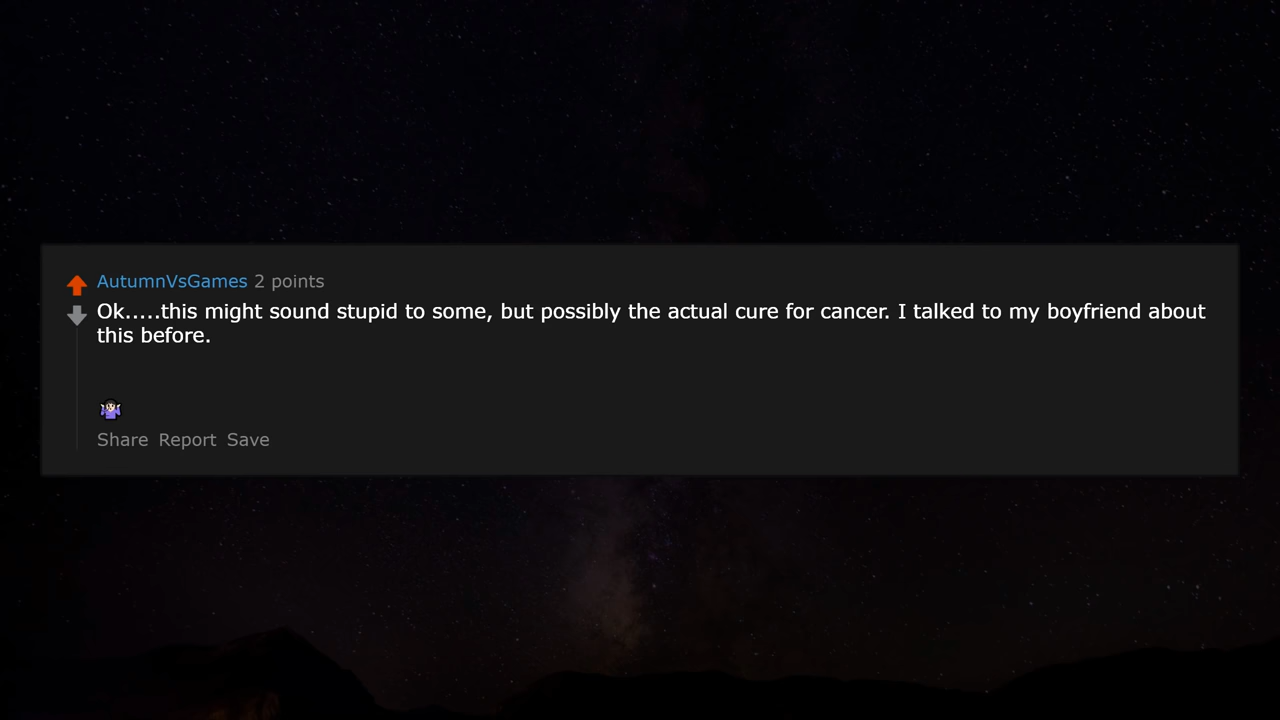 AutumnVsGames 2 points
Ok.....this might sound stupid to some, but possibly the actual cure for cancer. I talked to my boyfriend about
this before.
🤷🏻‍♀️
Share Report Save